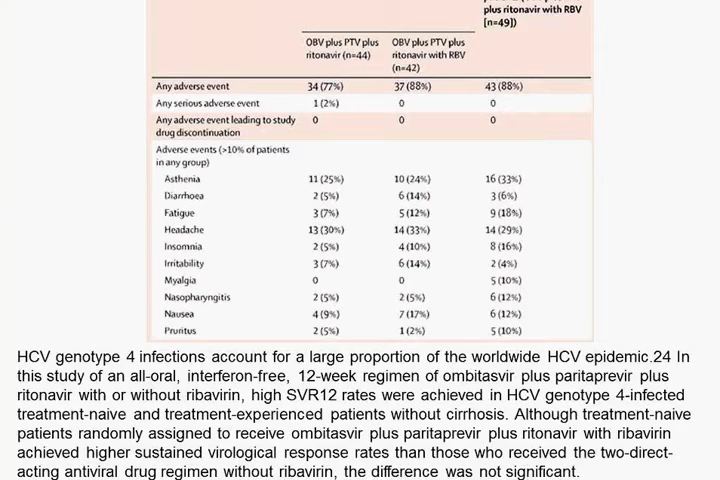 plus ritonavir with RBV
[n=49])
OBV plus PTV plus OBV plus PTV plus
ritonavir (n=44) ritonavir with RBV
(n=42)
Any adverse event 34 (77%) 37 (88%) 43 (88%)
Any serious adverse event 1 (2%) 0 0
Any adverse event leading to study 0 0 0
drug discontinuation
Adverse events (>10% of patients
in any group)
Asthenia 11 (25%) 10 (24%) 16 (33%)
Diarrhoea 2 (5%) 6 (14%) 3 (6%)
Fatigue 3 (7%) 5 (12%) 9 (18%)
Headache 13 (30%) 14 (33%) 14 (29%)
Insomnia 2 (5%) 4 (10%) 8 (16%)
Irritability 3 (7%) 6 (14%) 2 (4%)
Myalgia 0 0 5 (10%)
Nasopharyngitis 2 (5%) 2 (5%) 6 (12%)
Nausea 4 (9%) 7 (17%) 6 (12%)
Pruritus 2 (5%) 1 (2%) 5 (10%)
HCV genotype 4 infections account for a large proportion of the worldwide HCV epidemic.24 In
this study of an all-oral, interferon-free, 12-week regimen of ombitasvir plus paritaprevir plus
ritonavir with or without ribavirin, high SVR12 rates were achieved in HCV genotype 4-infected
treatment-naive and treatment-experienced patients without cirrhosis. Although treatment-naive
patients randomly assigned to receive ombitasvir plus paritaprevir plus ritonavir with ribavirin
achieved higher sustained virological response rates than those who received the two-direct-
acting antiviral drug regimen without ribavirin, the difference was not significant.